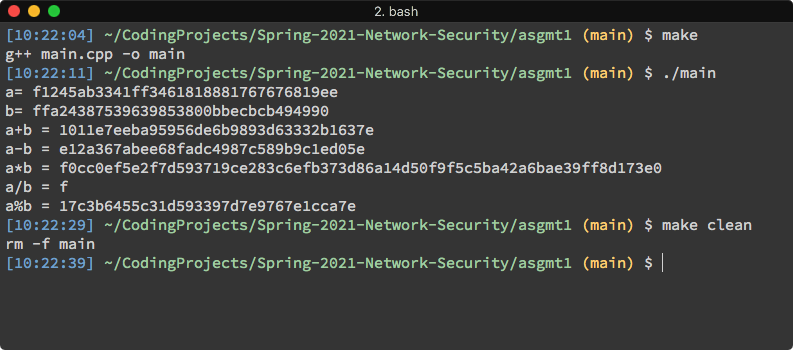 2. bash
[10:22:04] ~/CodingProjects/Spring-2021-Network-Security/asgmt1 (main) $ make
g++ main.cpp -o main
[10:22:11] ~/CodingProjects/Spring-2021-Network-Security/asgmt1 (main) $ ./main
a= f1245ab3341ff3461818881767676819ee
b= ffa24387539639853800bbecbcb494990
a+b = 1011e7eeba95956de6b9893d63332b1637e
a-b = e12a367abee68fadc4987c589b9c1ed05e
a*b = f0cc0ef5e2f7d593719ce283c6efb373d86a14d50f9f5c5ba42a6bae39ff8d173e0
a/b = f
a%b = 17c3b6455c31d593397d7e9767e1cca7e
[10:22:29] ~/CodingProjects/Spring-2021-Network-Security/asgmt1 (main) $ make clean
rm -f main
[10:22:39] ~/CodingProjects/Spring-2021-Network-Security/asgmt1 (main) $